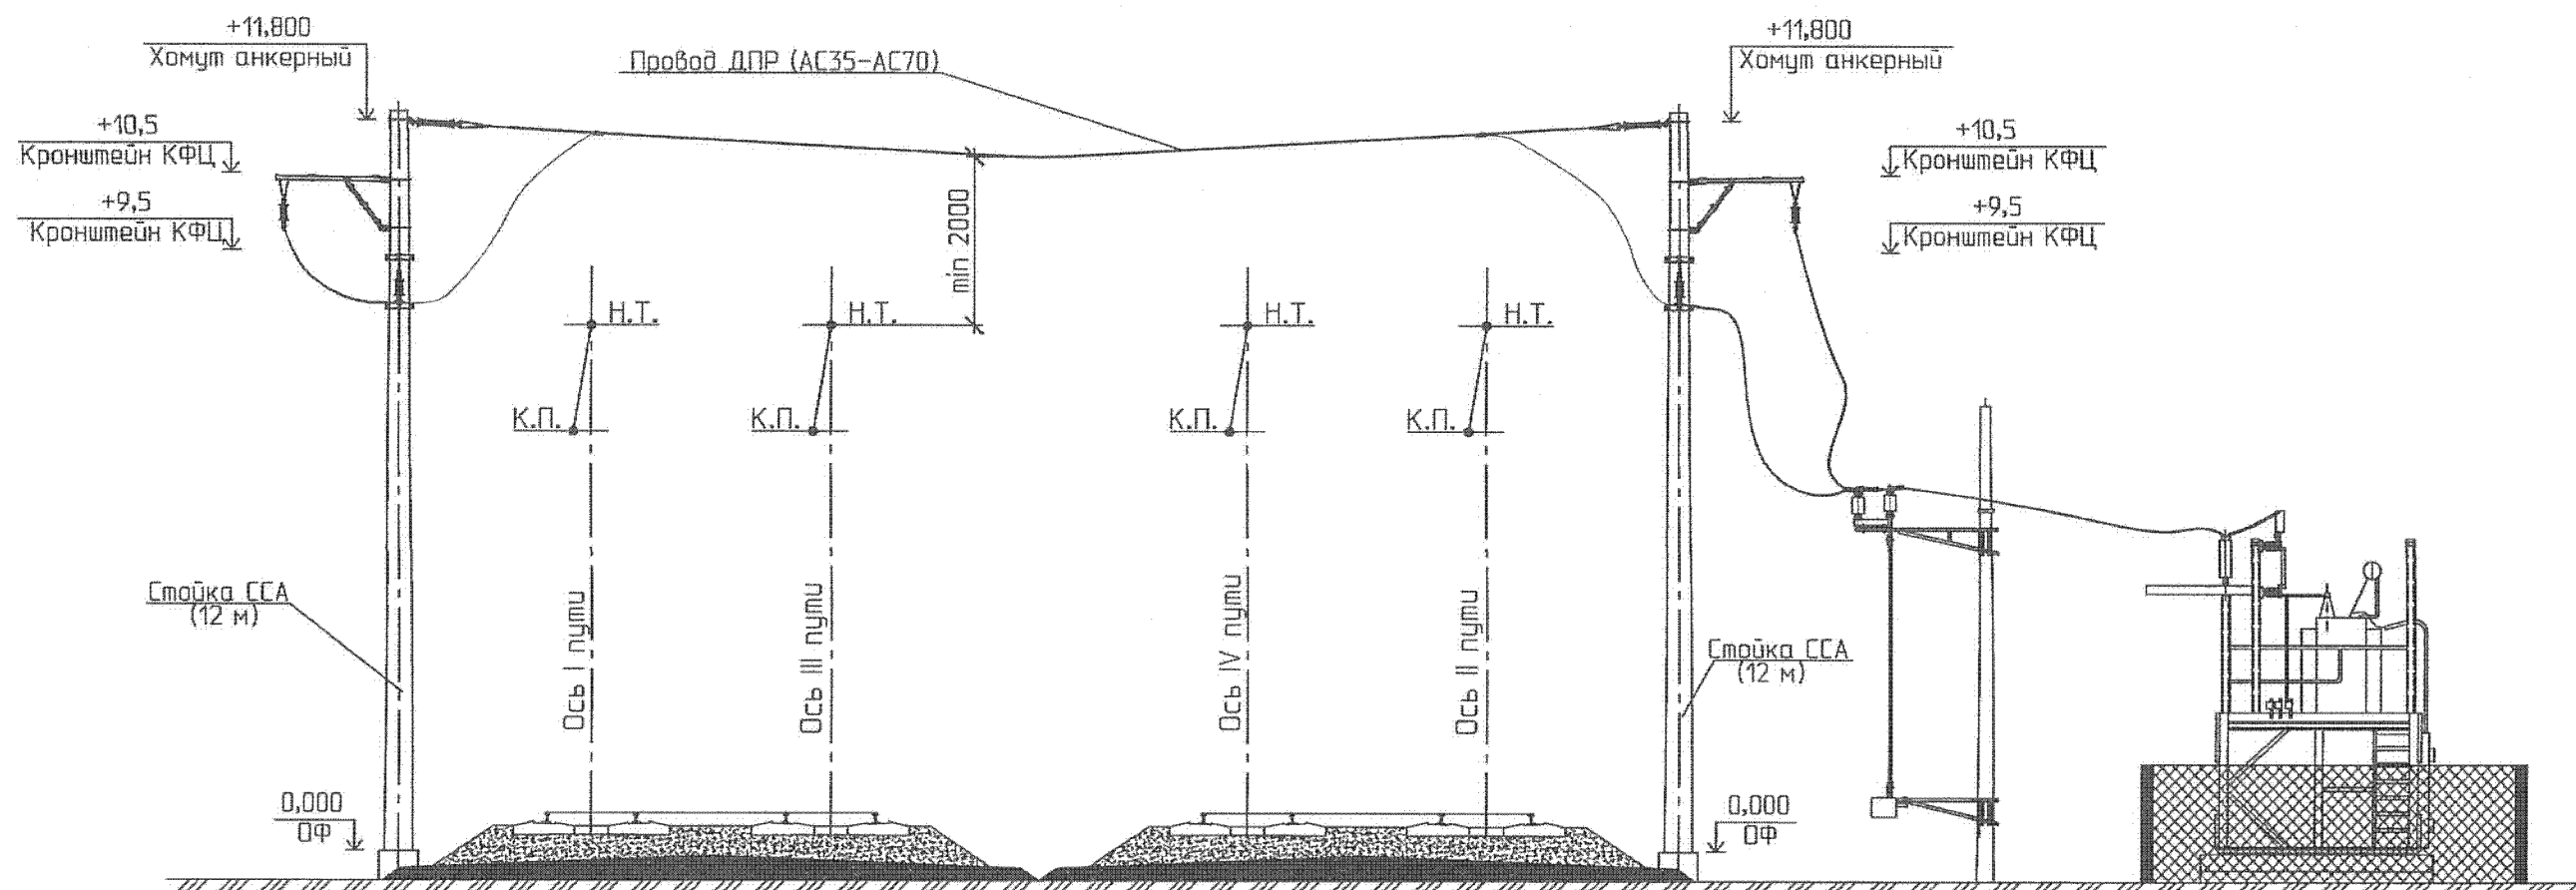 +11,800
Хомут анкерный
Провод ДПР (АС35-АС70)
+11,800
Хомут анкерный
+10,5
Кронштейн КФЦ
+10,5
Кронштейн КФЦ
+9,5
Кронштейн КФЦ
+9,5
Кронштейн КФЦ
min 2000
Н.Т.
Н.Т.
Н.Т.
Н.Т.
К.П.
К.П.
К.П.
К.П.
Стойка ССА
(12 м)
Ось I пути
Ось III пути
Ось IV пути
Ось II пути
Стойка ССА
(12 м)
0,000
ОФ
0,000
ОФ